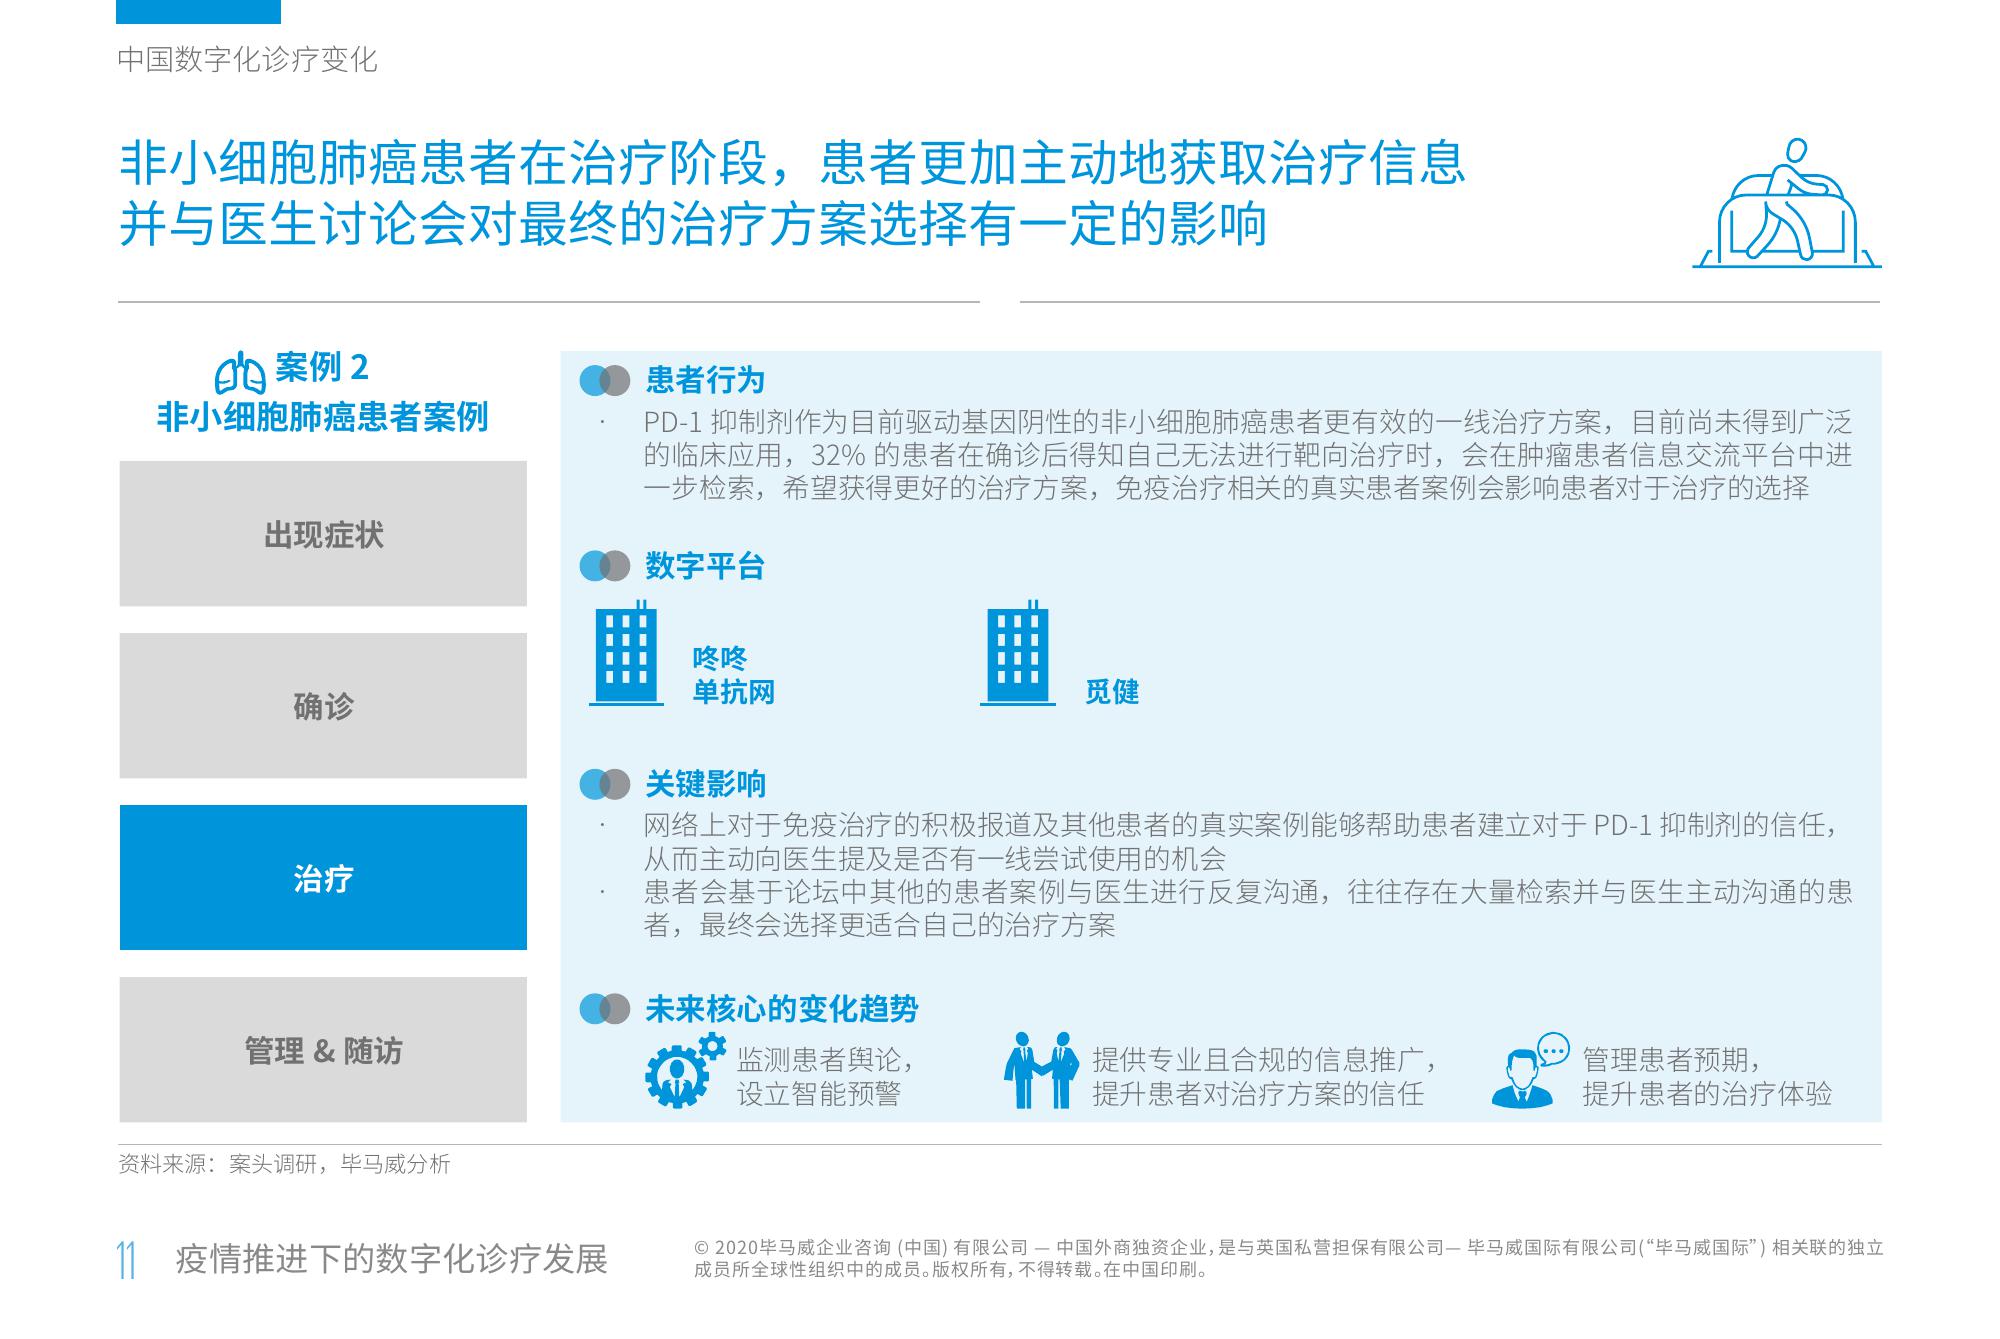 中国数字化诊疗变化
非小细胞肺癌患者在治疗阶段，患者更加主动地获取治疗信息
并与医生讨论会对最终的治疗方案选择有一定的影响
案例 2
非小细胞肺癌患者案例
出现症状
确诊
治疗
管理 & 随访
患者行为
· PD-1 抑制剂作为目前驱动基因阴性的非小细胞肺癌患者更有效的一线治疗方案，目前尚未得到广泛
的临床应用，32% 的患者在确诊后得知自己无法进行靶向治疗时，会在肿瘤患者信息交流平台中进
一步检索，希望获得更好的治疗方案，免疫治疗相关的真实患者案例会影响患者对于治疗的选择
数字平台
咚咚
单抗网
觅健
关键影响
· 网络上对于免疫治疗的积极报道及其他患者的真实案例能够帮助患者建立对于 PD-1 抑制剂的信任，
从而主动向医生提及是否有一线尝试使用的机会
· 患者会基于论坛中其他的患者案例与医生进行反复沟通，往往存在大量检索并与医生主动沟通的患
者，最终会选择更适合自己的治疗方案
未来核心的变化趋势
监测患者舆论，
设立智能预警
提供专业且合规的信息推广，
提升患者对治疗方案的信任
管理患者预期，
提升患者的治疗体验
资料来源：案头调研，毕马威分析
11 疫情推进下的数字化诊疗发展
© 2020毕马威企业咨询 (中国) 有限公司 — 中国外商独资企业，是与英国私营担保有限公司— 毕马威国际有限公司(“毕马威国际”) 相关联的独立
成员所全球性组织中的成员。版权所有，不得转载。在中国印刷。